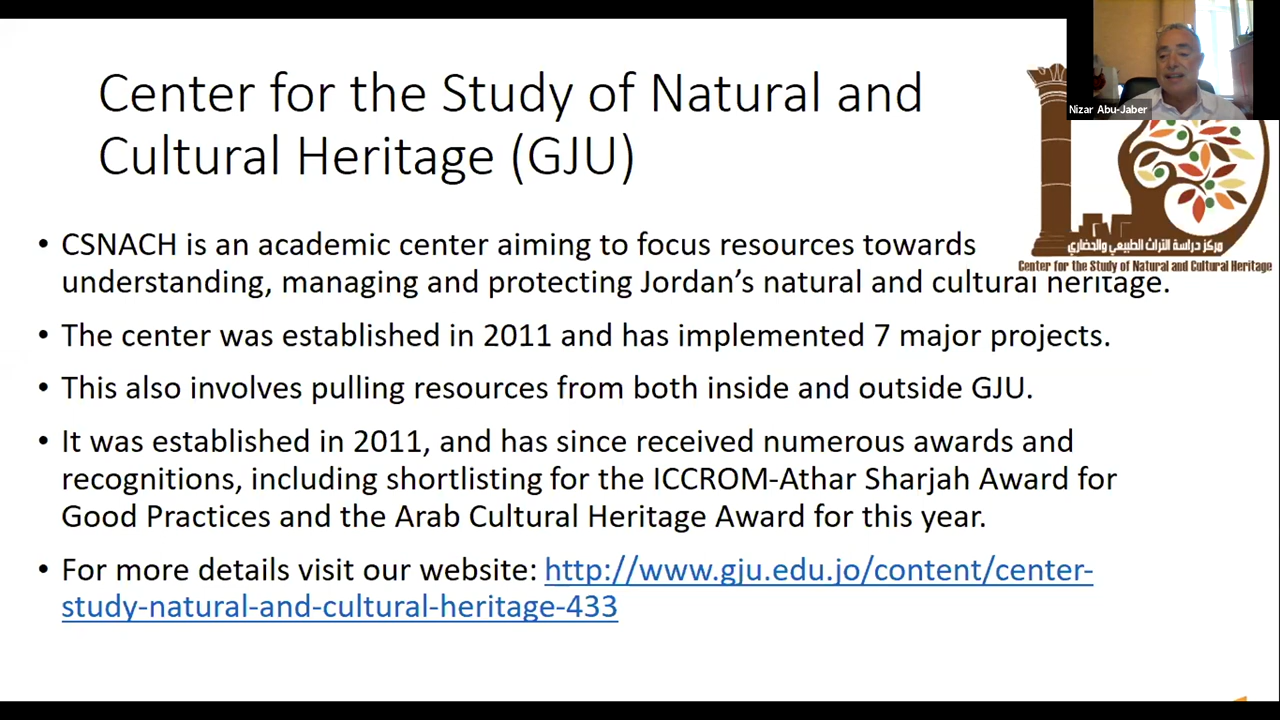 Center for the Study of Natural and
Cultural Heritage (GJU)
Nizar Abu-Jaber
مركز دراسة التراث الطبيعي والحضاري
Center for the Study of Natural and Cultural Heritage
• CSNACH is an academic center aiming to focus resources towards
understanding, managing and protecting Jordan’s natural and cultural heritage.
• The center was established in 2011 and has implemented 7 major projects.
• This also involves pulling resources from both inside and outside GJU.
• It was established in 2011, and has since received numerous awards and
recognitions, including shortlisting for the ICCROM-Athar Sharjah Award for
Good Practices and the Arab Cultural Heritage Award for this year.
• For more details visit our website: http://www.gju.edu.jo/content/center-
study-natural-and-cultural-heritage-433